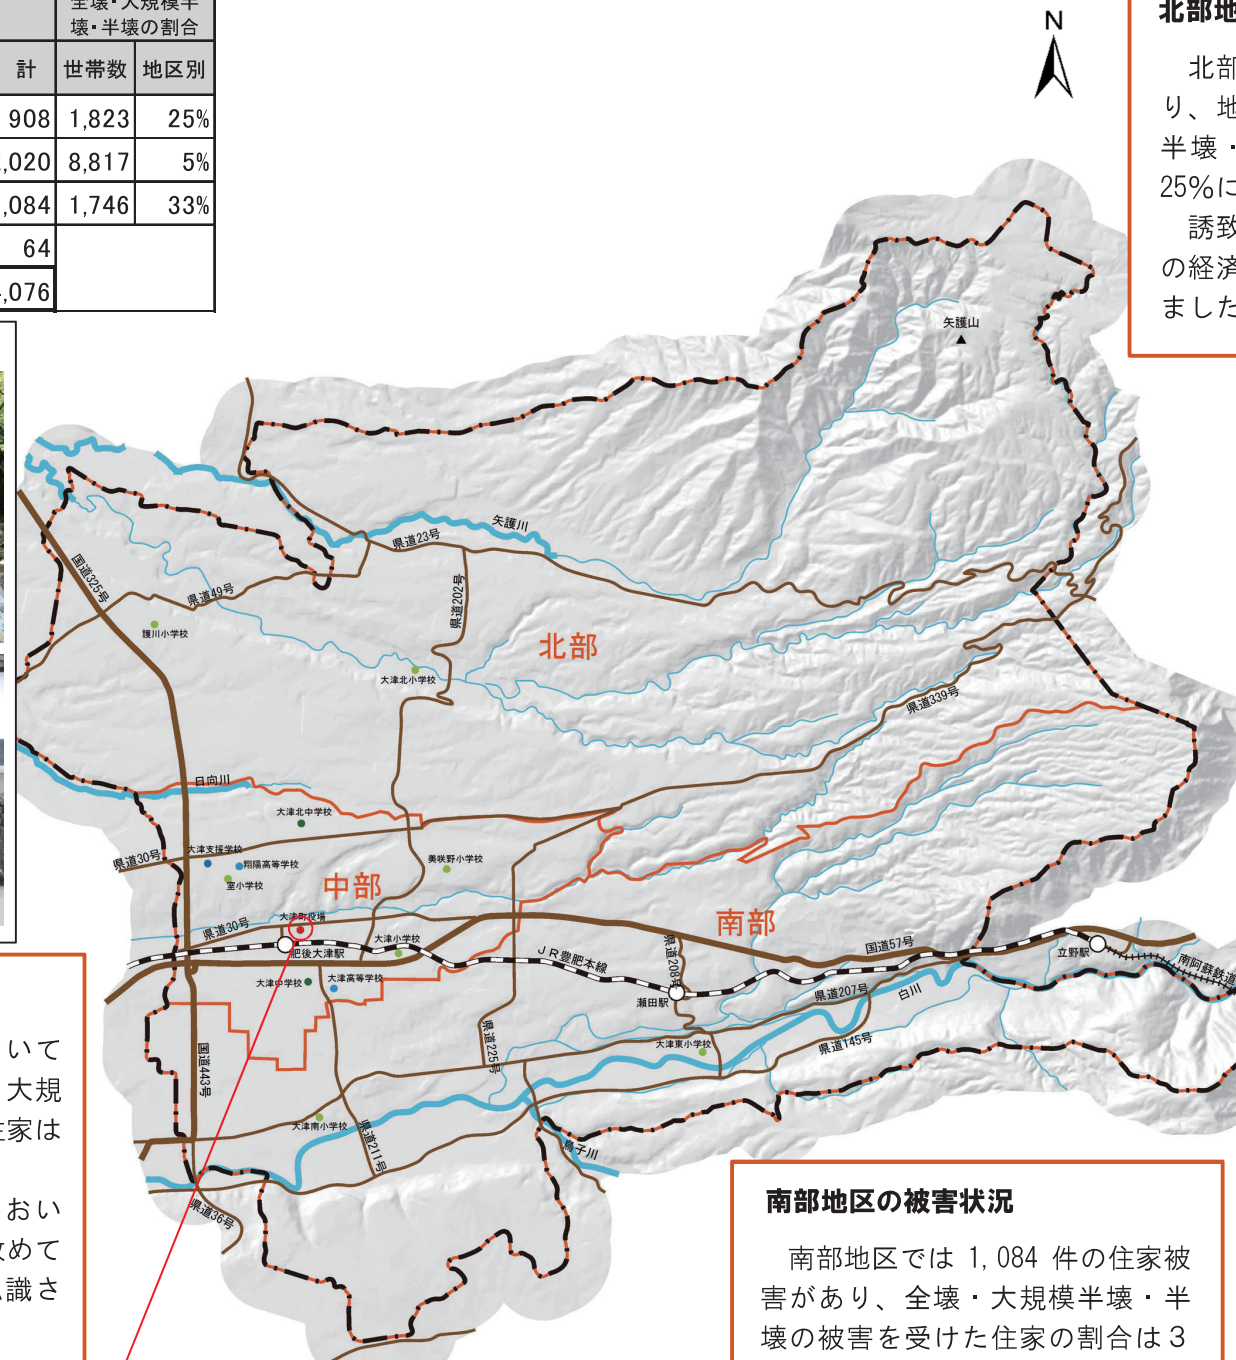 全壊・大規模半
壊・半壊の割合
計 世帯数 地区別
908 1,823 25%
,020 8,817 5%
,084 1,746 33%
64
,076
N
北部地
北部
り、地
半壊・
25%に
誘致
の経済
ました
矢護山
矢護川
県道23号
国道325号
県道49号
県道202号
護川小学校
北部
大津北小学校
県道339号
日向川
大津北中学校
県道30号
大津支援学校
翔陽高等学校
室小学校
美咲野小学校
中部
南部
大津町役場
県道30号
肥後大津駅
大津小学校
JR豊肥本線
県道208号
国道57号
立野駅
南阿蘇鉄道
大津中学校
大津高等学校
瀬田駅
県道207号
白川
国道443号
県道225号
大津東小学校
県道145号
大津南小学校
県道211号
鳥子川
県道36号
いて
大規
住家は
おい
改めて
識さ
南部地区の被害状況
南部地区では 1,084 件の住家被
害があり、全壊・大規模半壊・半
壊の被害を受けた住家の割合は3